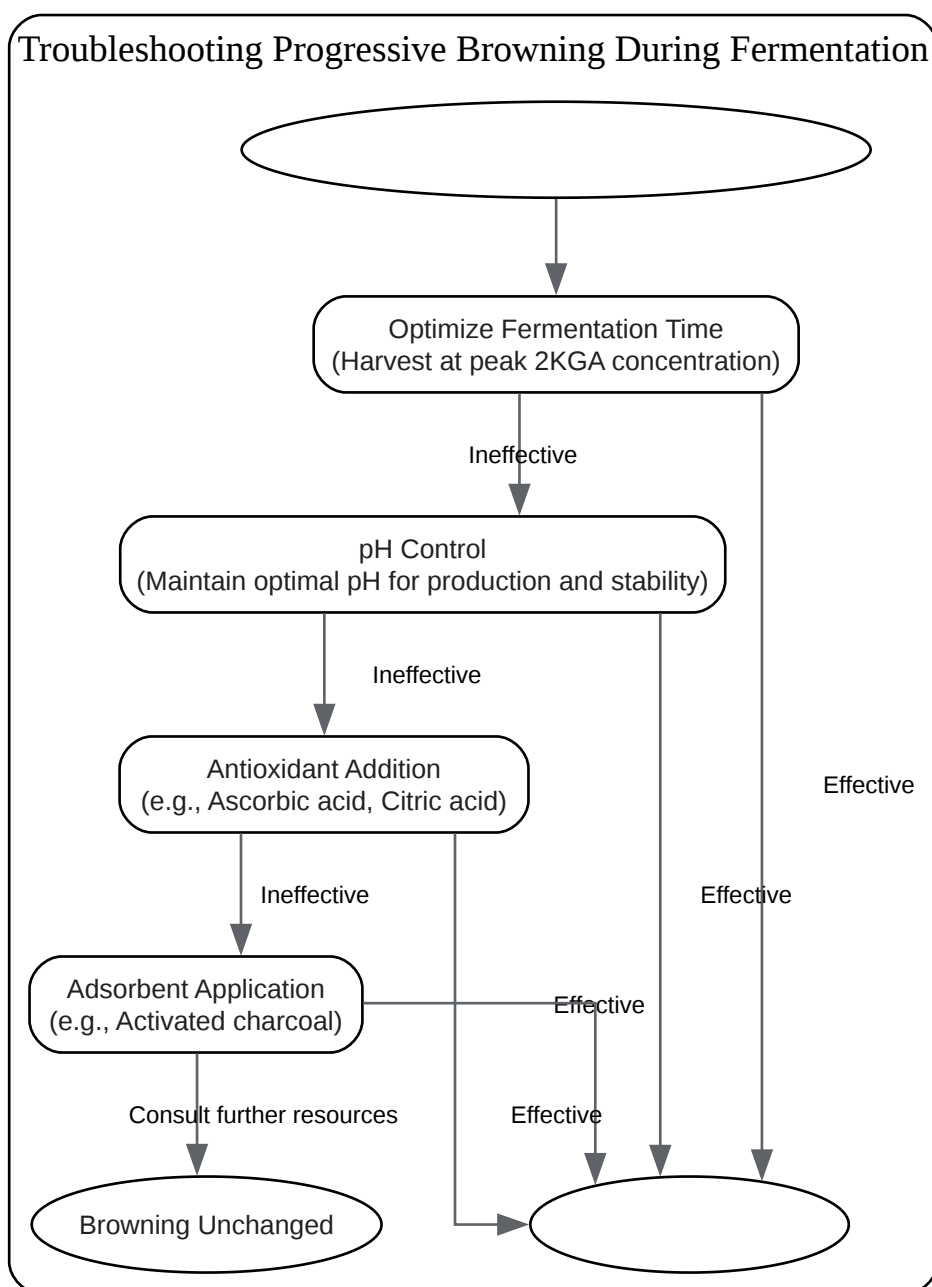 Troubleshooting Progressive Browning During Fermentation
Optimize Fermentation Time
(Harvest at peak 2KGA concentration)
Ineffective
pH Control
(Maintain optimal pH for production and stability)
Ineffective
Antioxidant Addition
(e.g., Ascorbic acid, Citric acid)
Effective
Ineffective
Effective
Adsorbent Application
(e.g., Activated charcoal)
Effective
Consult further resources
Effective
Browning Unchanged